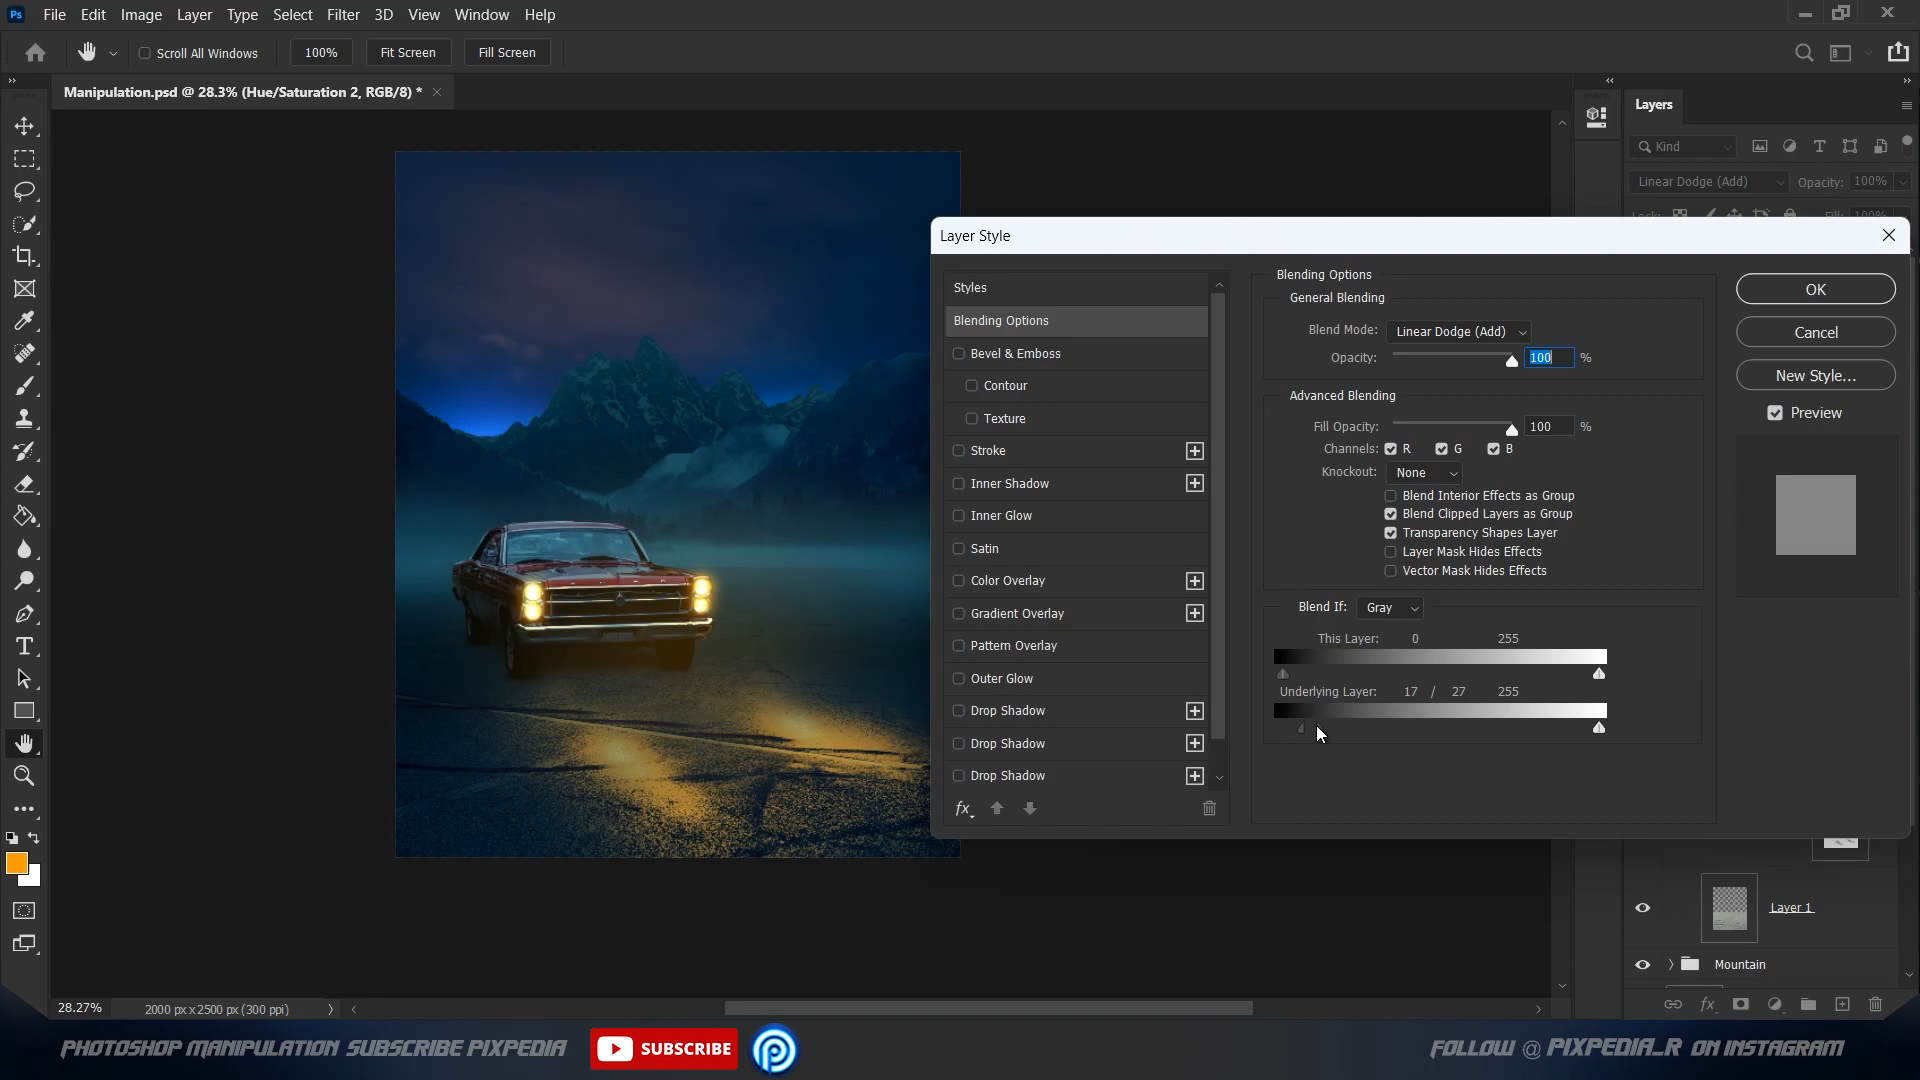 Ps File Edit Image Layer Type Select Filter 3D View Window Help
Scroll All Windows 100% Fit Screen Fill Screen
Manipulation.psd @ 28.3% (Hue/Saturation 2, RGB/8) *
Layers
Kind
Linear Dodge (Add) Opacity: 100%
Lock: Fill: 100%
Layer Style
Styles
Blending Options
Bevel & Emboss
Contour
Texture
Stroke
Inner Shadow
Inner Glow
Satin
Color Overlay
Gradient Overlay
Pattern Overlay
Outer Glow
Drop Shadow
Drop Shadow
Drop Shadow
fx
Blending Options
General Blending
Blend Mode: Linear Dodge (Add)
Opacity: 100 %
Advanced Blending
Fill Opacity: 100 %
Channels: R G B
Knockout: None
Blend Interior Effects as Group
Blend Clipped Layers as Group
Transparency Shapes Layer
Layer Mask Hides Effects
Vector Mask Hides Effects
Blend If: Gray
This Layer: 0 255
Underlying Layer: 17 / 27 255
OK
Cancel
New Style...
Preview
Layer 1
Mountain
fx
28.27% 2000 px x 2500 px (300 ppi)
PHOTOSHOP MANIPULATION SUBSCRIBE PIXPEDIA
SUBSCRIBE
FOLLOW @ PIXPEDIA_R ON INSTAGRAM